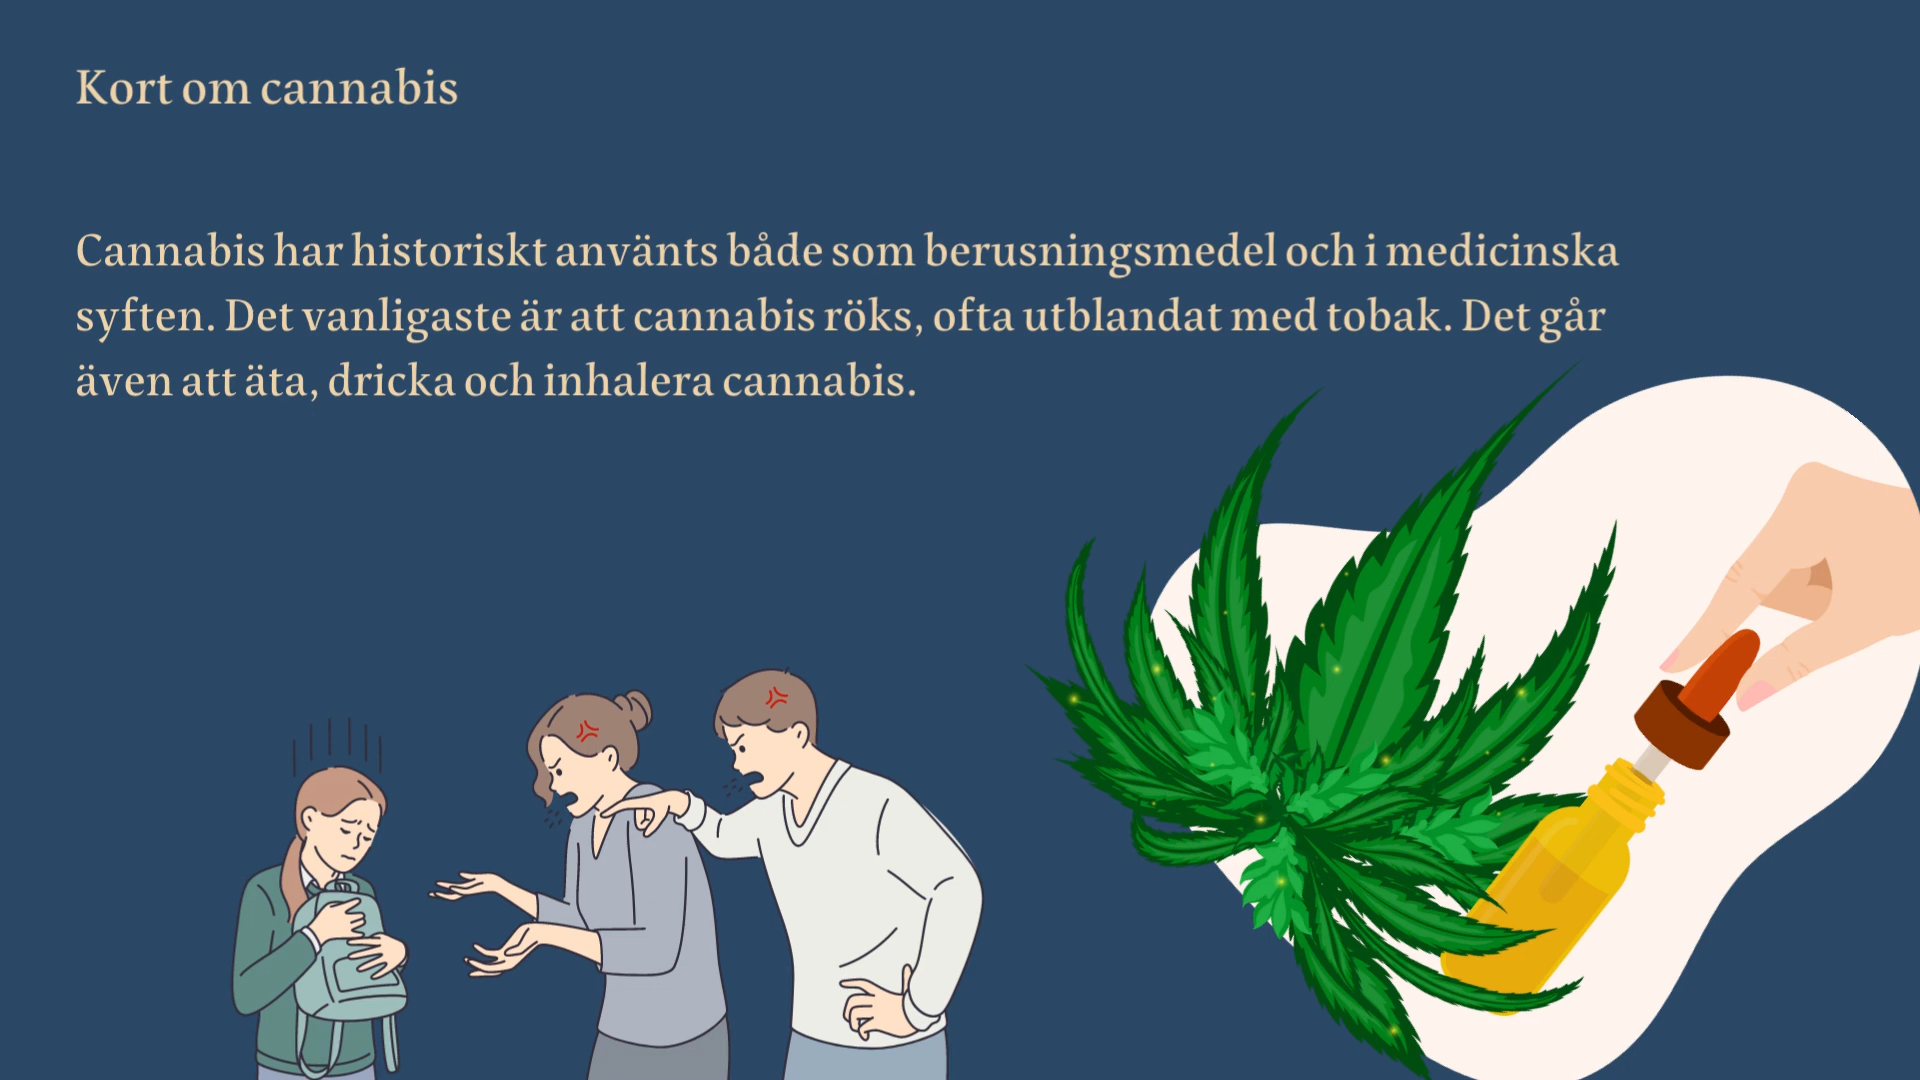 Kort om cannabis
Cannabis har historiskt använts både som berusningsmedel och i medicinska
syften. Det vanligaste är att cannabis röks, ofta utblandat med tobak. Det går
även att äta, dricka och inhalera cannabis.